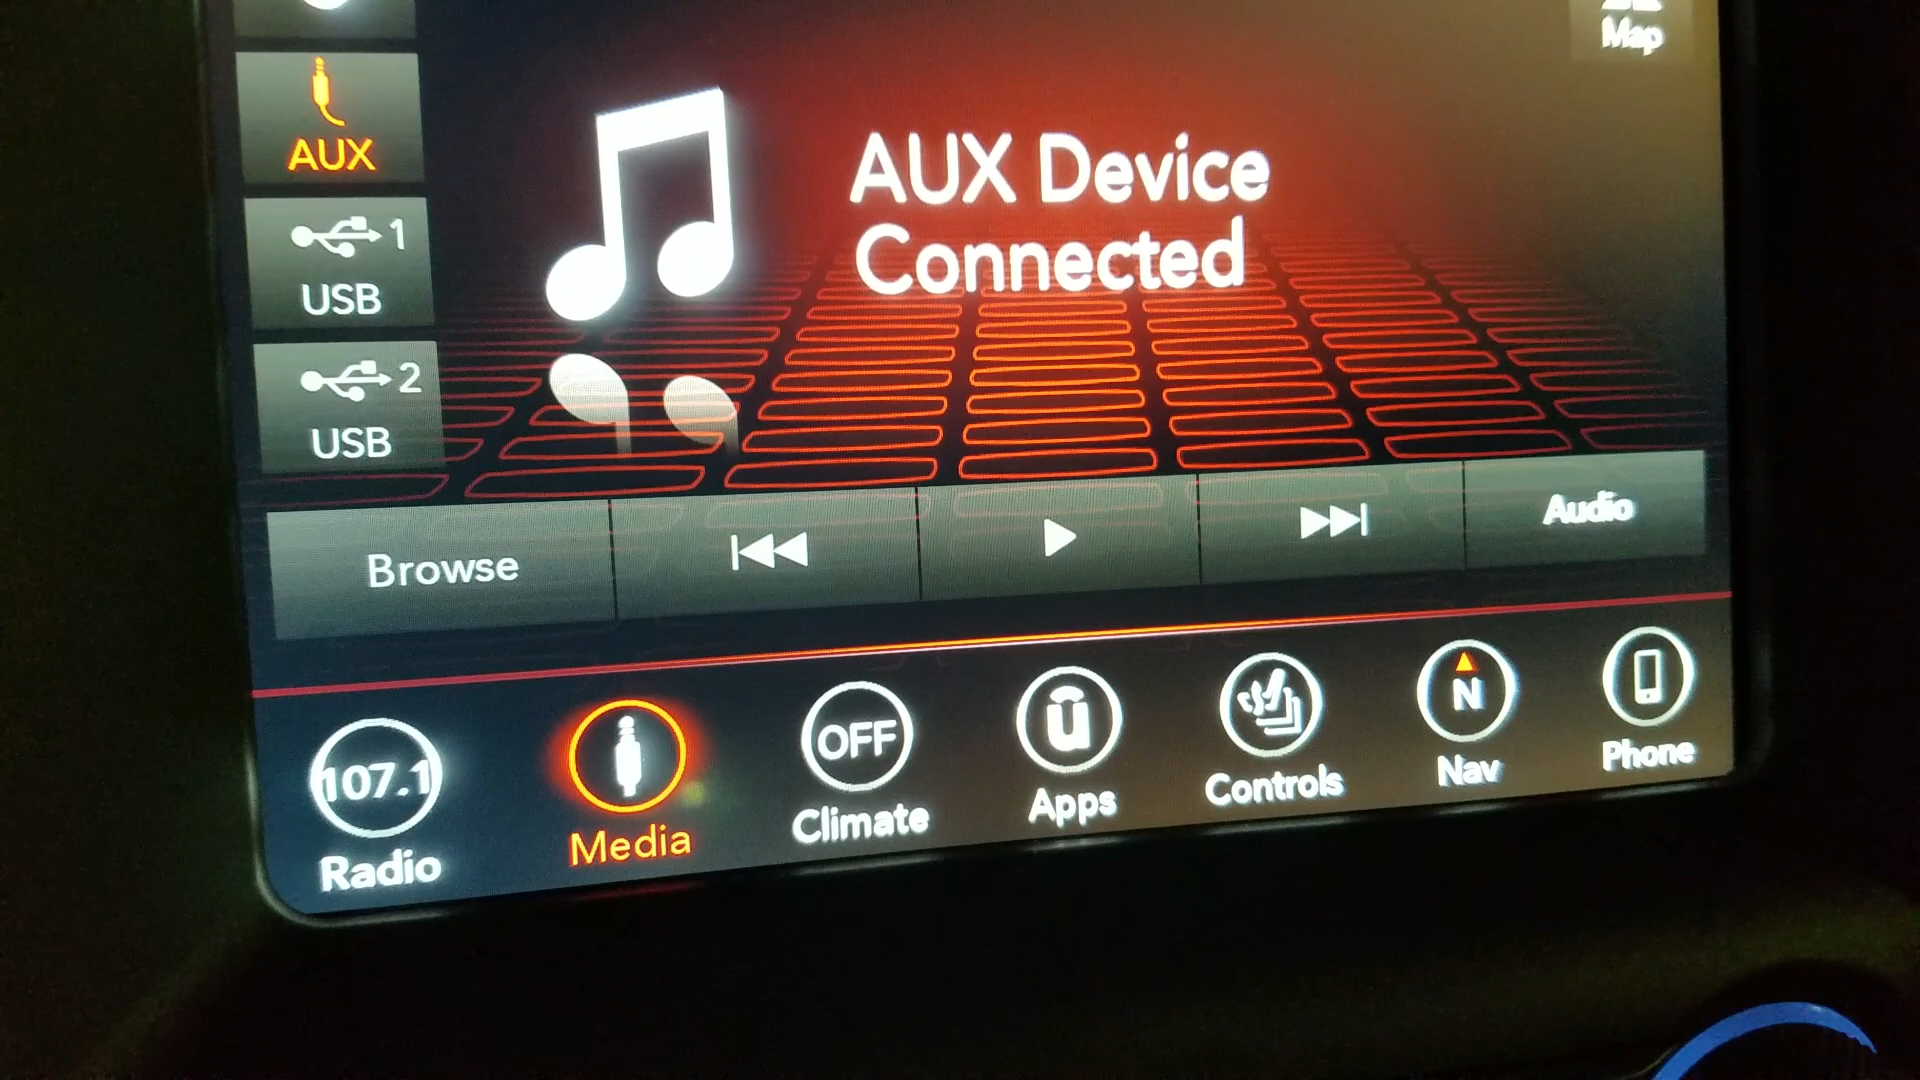 Map
AUX
AUX Device
Connected
1
USB
2
USB
Browse
Audio
107.1
OFF
u
N
Radio
Media
Climate
Apps
Controls
Nav
Phone